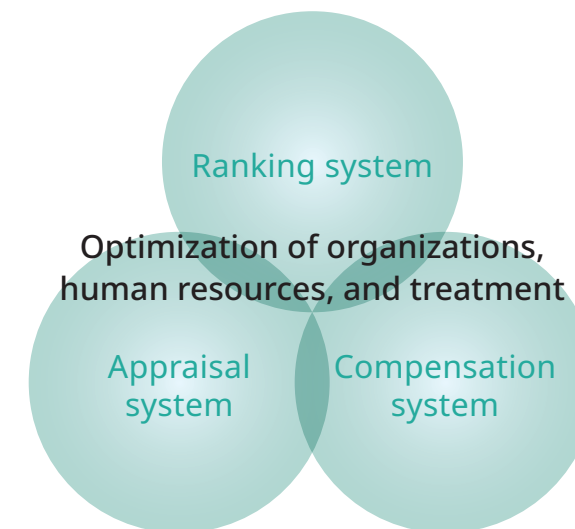 Ranking system
Optimization of organizations,
human resources, and treatment
Appraisal
system
Compensation
system